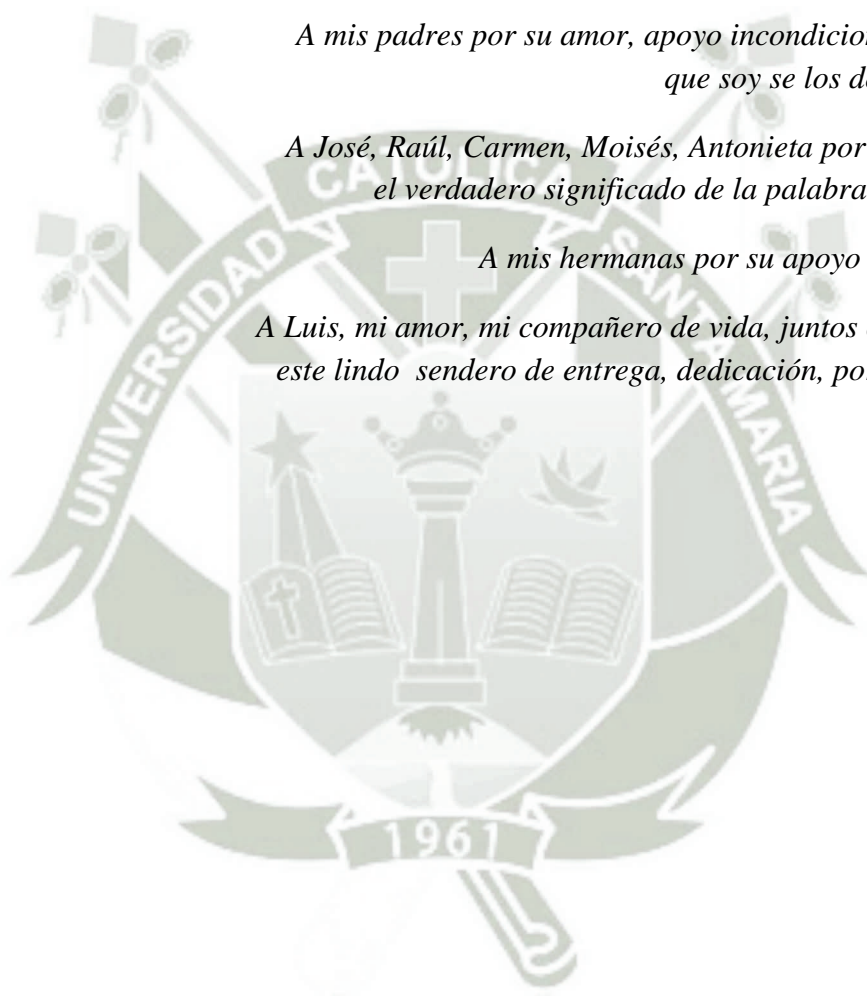 A mis padres por su amor, apoyo
que soy se los
A José, Raúl, Carmen, Moisés, Antonieta por
el verdadero significado de la palabra
A mis hermanas por su apoyo
A Luis, mi amor, mi compañero de vida, juntos
este lindo sendero de entrega, dedicación,
UNIVERSIDAD CATOLICA SANTA MARIA
1961